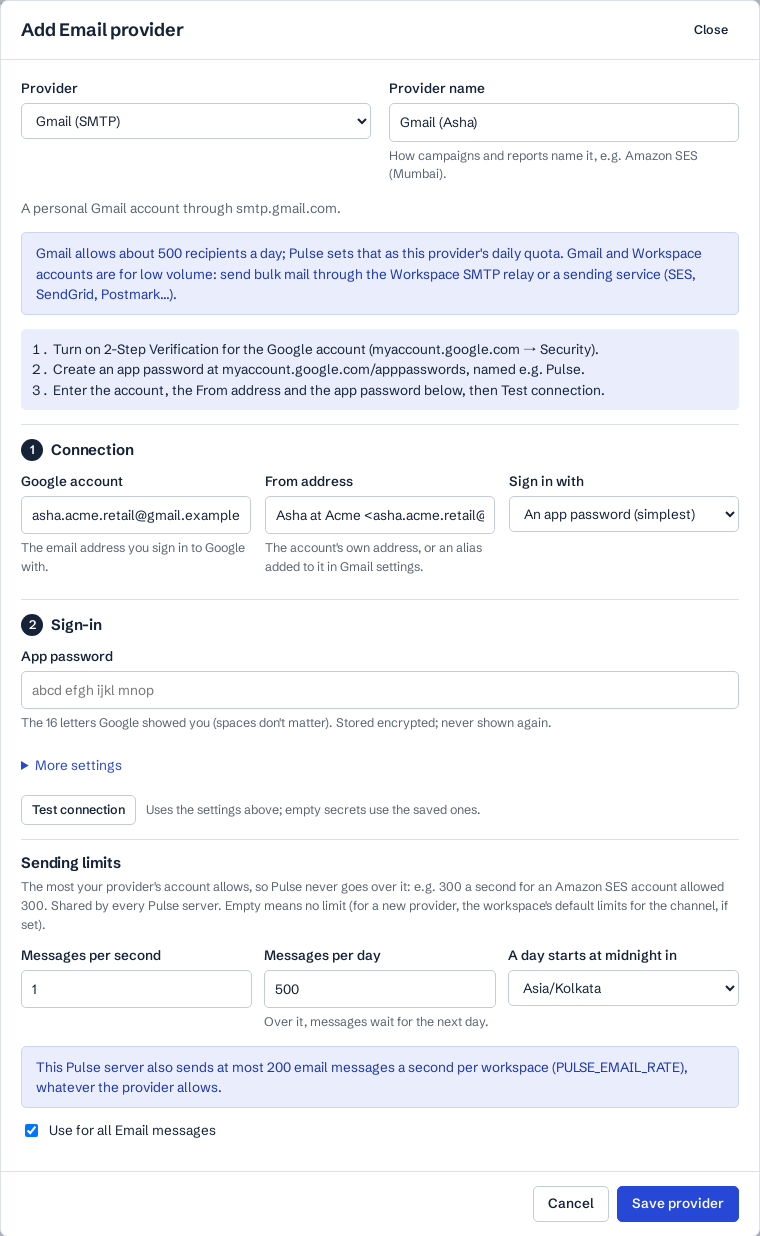 Add Email provider
Close
Provider
Provider name
Gmail (SMTP)
Gmail (Asha)
How campaigns and reports name it, e.g. Amazon SES
(Mumbai).
A personal Gmail account through smtp.gmail.com.
Gmail allows about 500 recipients a day; Pulse sets that as this provider's daily quota. Gmail and Workspace
accounts are for low volume: send bulk mail through the Workspace SMTP relay or a sending service (SES,
SendGrid, Postmark…).
1. Turn on 2-Step Verification for the Google account (myaccount.google.com → Security).
2. Create an app password at myaccount.google.com/apppasswords, named e.g. Pulse.
3. Enter the account, the From address and the app password below, then Test connection.
1 Connection
Google account
From address
Sign in with
asha.acme.retail@gmail.example
Asha at Acme <asha.acme.retail@
An app password (simplest)
The email address you sign in to Google
with.
The account's own address, or an alias
added to it in Gmail settings.
2 Sign-in
App password
abcd efgh ijkl mnop
The 16 letters Google showed you (spaces don't matter). Stored encrypted; never shown again.
More settings
Test connection
Uses the settings above; empty secrets use the saved ones.
Sending limits
The most your provider's account allows, so Pulse never goes over it: e.g. 300 a second for an Amazon SES account allowed
300. Shared by every Pulse server. Empty means no limit (for a new provider, the workspace's default limits for the channel, if
set).
Messages per second
Messages per day
A day starts at midnight in
1
500
Asia/Kolkata
Over it, messages wait for the next day.
This Pulse server also sends at most 200 email messages a second per workspace (PULSE_EMAIL_RATE),
whatever the provider allows.
Use for all Email messages
Cancel
Save provider